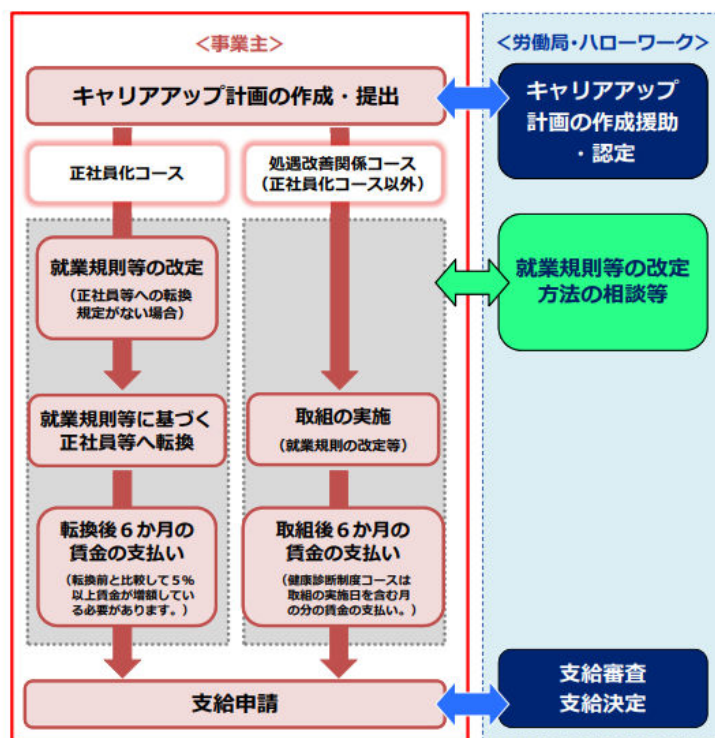 ＜事業主＞
キャリアアップ計画の作成・提出
正社員化コース
処遇改善関係コース
（正社員化コース以外）
就業規則等の改定
（正社員等への転換
規定がない場合）
就業規則等に基づく
正社員等へ転換
取組の実施
（就業規則の改定等）
転換後６か月の
賃金の支払い
（転換前と比較して５％
以上賃金が増額してい
る必要があります。）
取組後６か月の
賃金の支払い
（健康診断制度コースは
取組の実施日を含む月
の分の賃金の支払い。）
支給申請
＜労働局・ハローワーク＞
キャリアアップ
計画の作成援助
・認定
就業規則等の改定
方法の相談等
支給審査
支給決定